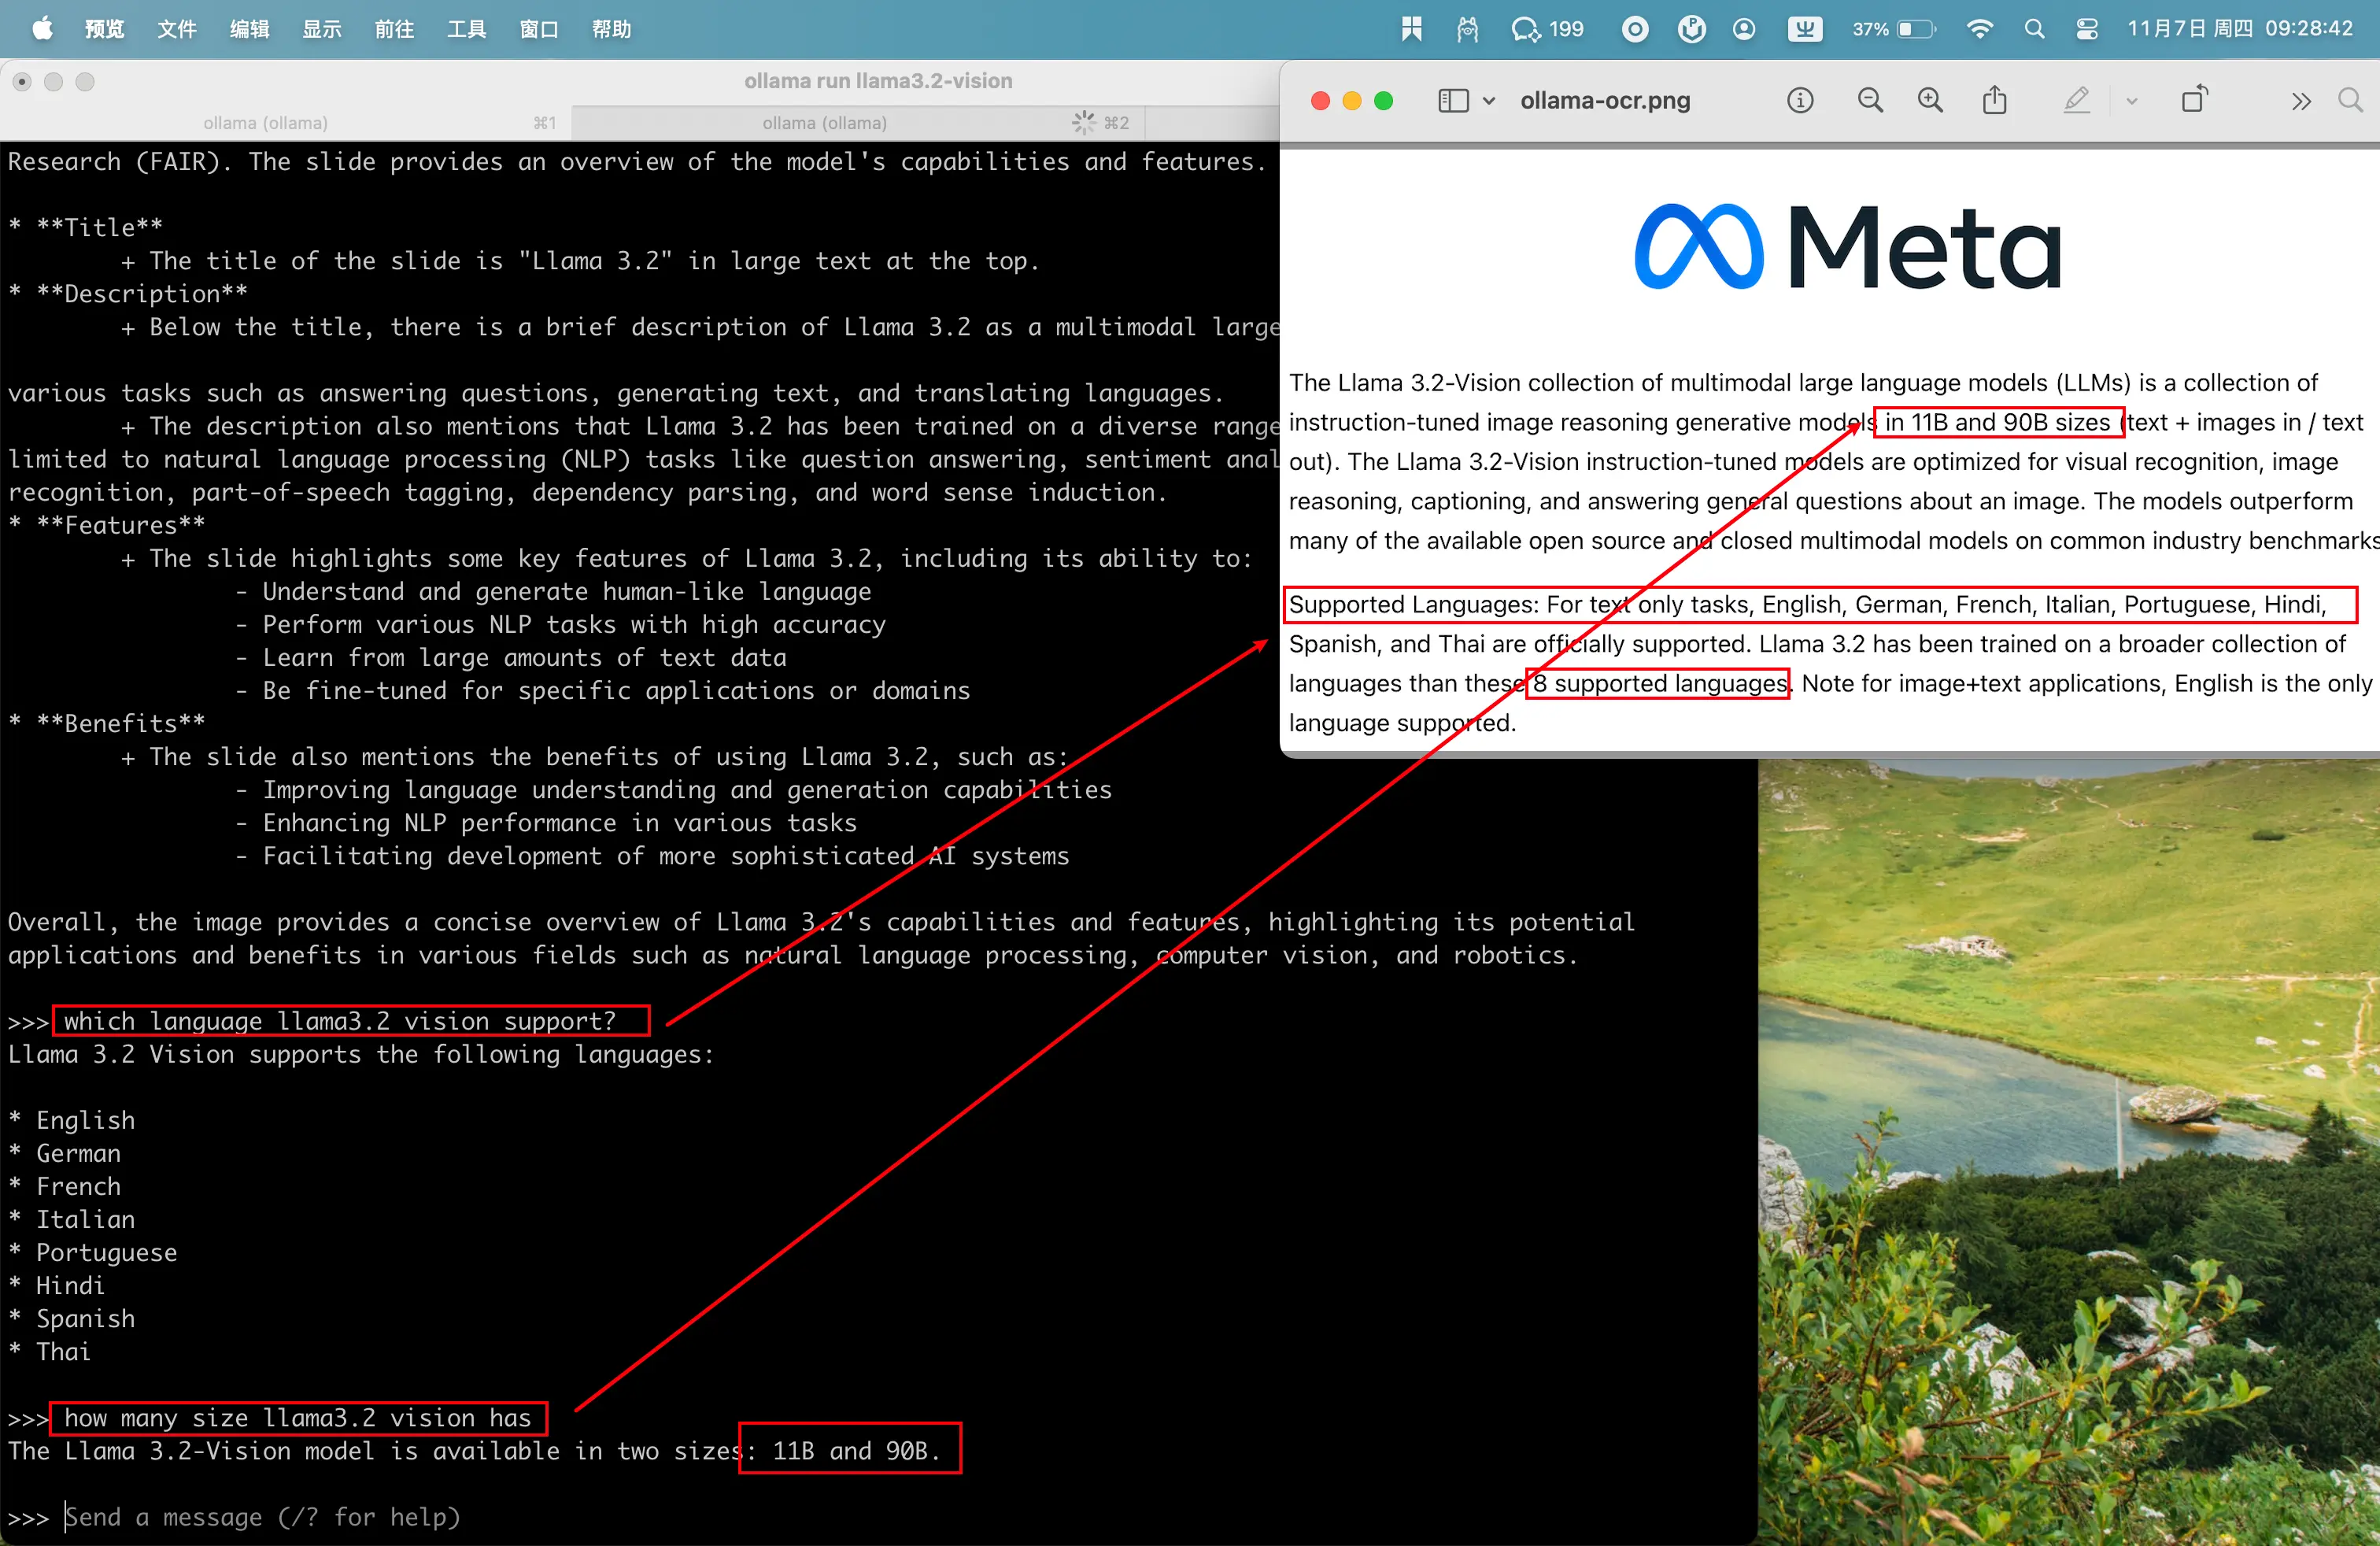 预览 文件 编辑 显示 前往 工具 窗口 帮助 199 37% 11月7日 周四 09:28:42
ollama run llama3.2-vision
ollama (ollama) ⌘1 ollama (ollama) ⌘2
Research (FAIR). The slide provides an overview of the model's capabilities and features.
* **Title**
+ The title of the slide is "Llama 3.2" in large text at the top.
* **Description**
+ Below the title, there is a brief description of Llama 3.2 as a multimodal large
various tasks such as answering questions, generating text, and translating languages.
+ The description also mentions that Llama 3.2 has been trained on a diverse range
limited to natural language processing (NLP) tasks like question answering, sentiment anal
recognition, part-of-speech tagging, dependency parsing, and word sense induction.
* **Features**
+ The slide highlights some key features of Llama 3.2, including its ability to:
- Understand and generate human-like language
- Perform various NLP tasks with high accuracy
- Learn from large amounts of text data
- Be fine-tuned for specific applications or domains
* **Benefits**
+ The slide also mentions the benefits of using Llama 3.2, such as:
- Improving language understanding and generation capabilities
- Enhancing NLP performance in various tasks
- Facilitating development of more sophisticated AI systems
Overall, the image provides a concise overview of Llama 3.2's capabilities and features, highlighting its potential
applications and benefits in various fields such as natural language processing, computer vision, and robotics.
>>> which language llama3.2 vision support?
Llama 3.2 Vision supports the following languages:
* English
* German
* French
* Italian
* Portuguese
* Hindi
* Spanish
* Thai
>>> how many size llama3.2 vision has
The Llama 3.2-Vision model is available in two sizes: 11B and 90B.
>>> Send a message (/? for help)
ollama-ocr.png
Meta
The Llama 3.2-Vision collection of multimodal large language models (LLMs) is a collection of
instruction-tuned image reasoning generative models in 11B and 90B sizes (text + images in / text
out). The Llama 3.2-Vision instruction-tuned models are optimized for visual recognition, image
reasoning, captioning, and answering general questions about an image. The models outperform
many of the available open source and closed multimodal models on common industry benchmarks
Supported Languages: For text only tasks, English, German, French, Italian, Portuguese, Hindi,
Spanish, and Thai are officially supported. Llama 3.2 has been trained on a broader collection of
languages than these 8 supported languages. Note for image+text applications, English is the only
language supported.